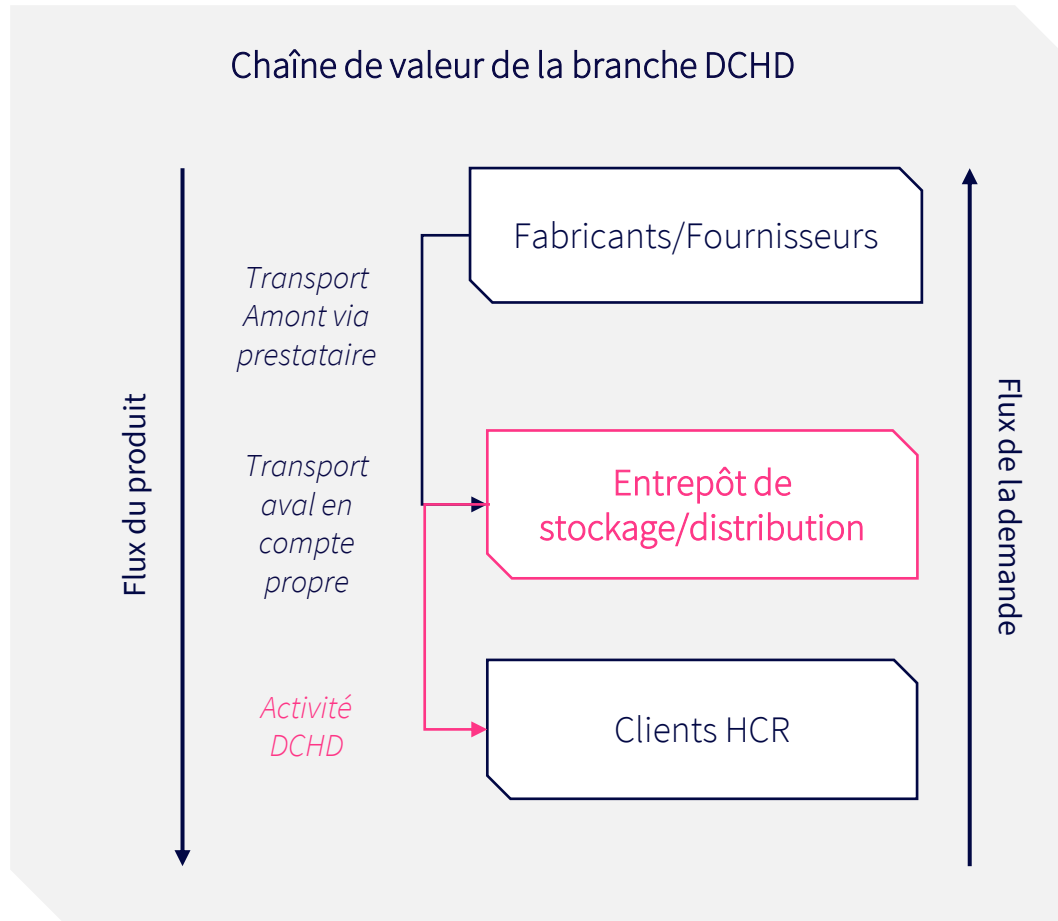 Chaîne de valeur de la branche DCHD
Fabricants/Fournisseurs
Transport
Amont via
prestataire
Flux du produit
Flux de la demande
Transport
aval en
compte
propre
Entrepôt de
stockage/distribution
Activité
DCHD
Clients HCR